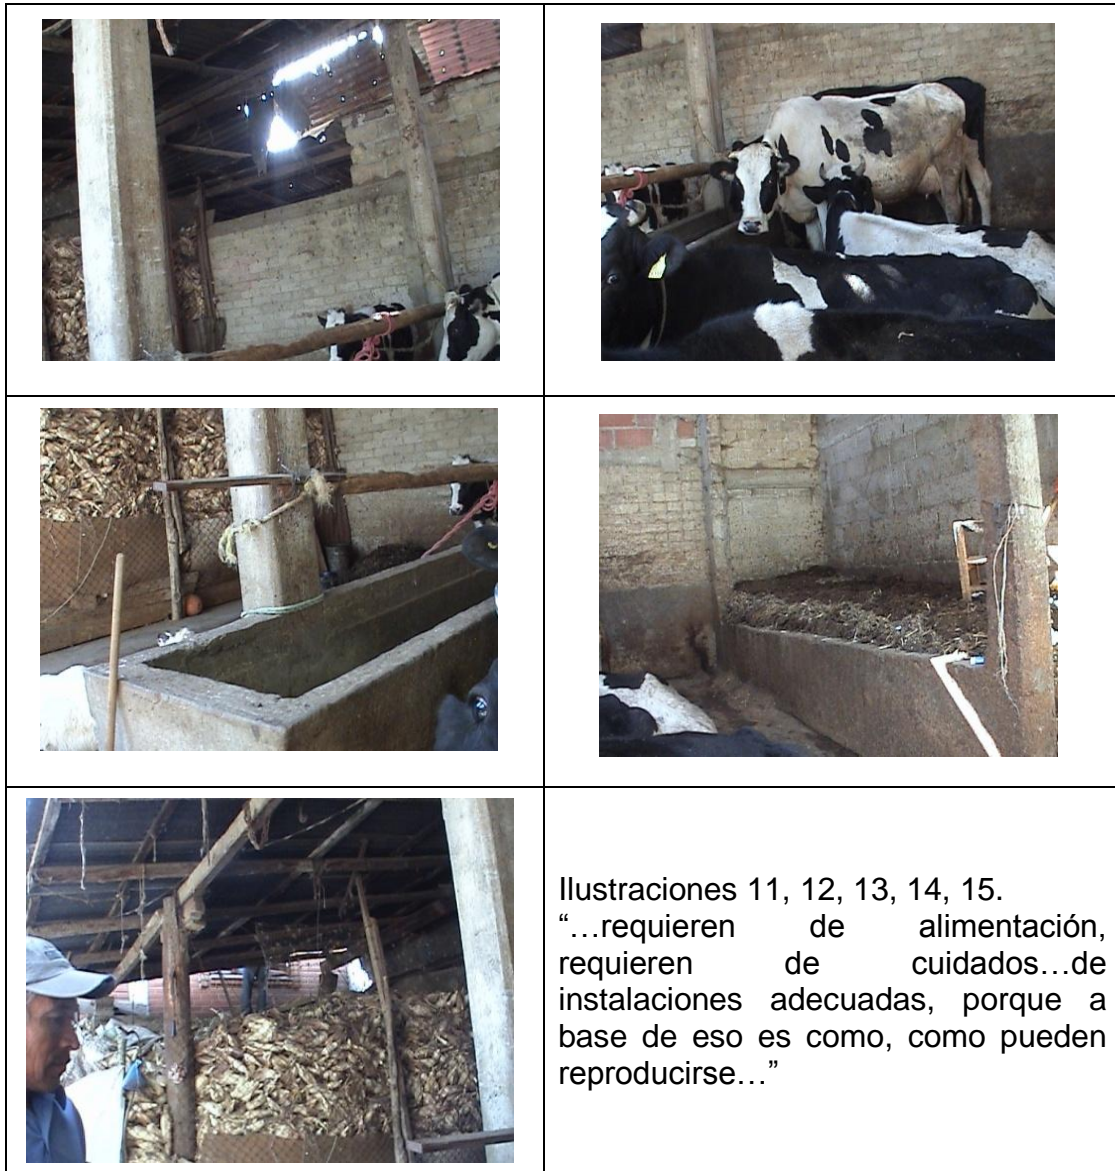 Ilustraciones 11, 12, 13, 14, 15.
“…requieren de alimentación,
requieren de cuidados…de
instalaciones adecuadas, porque a
base de eso es como, como pueden
reproducirse…”